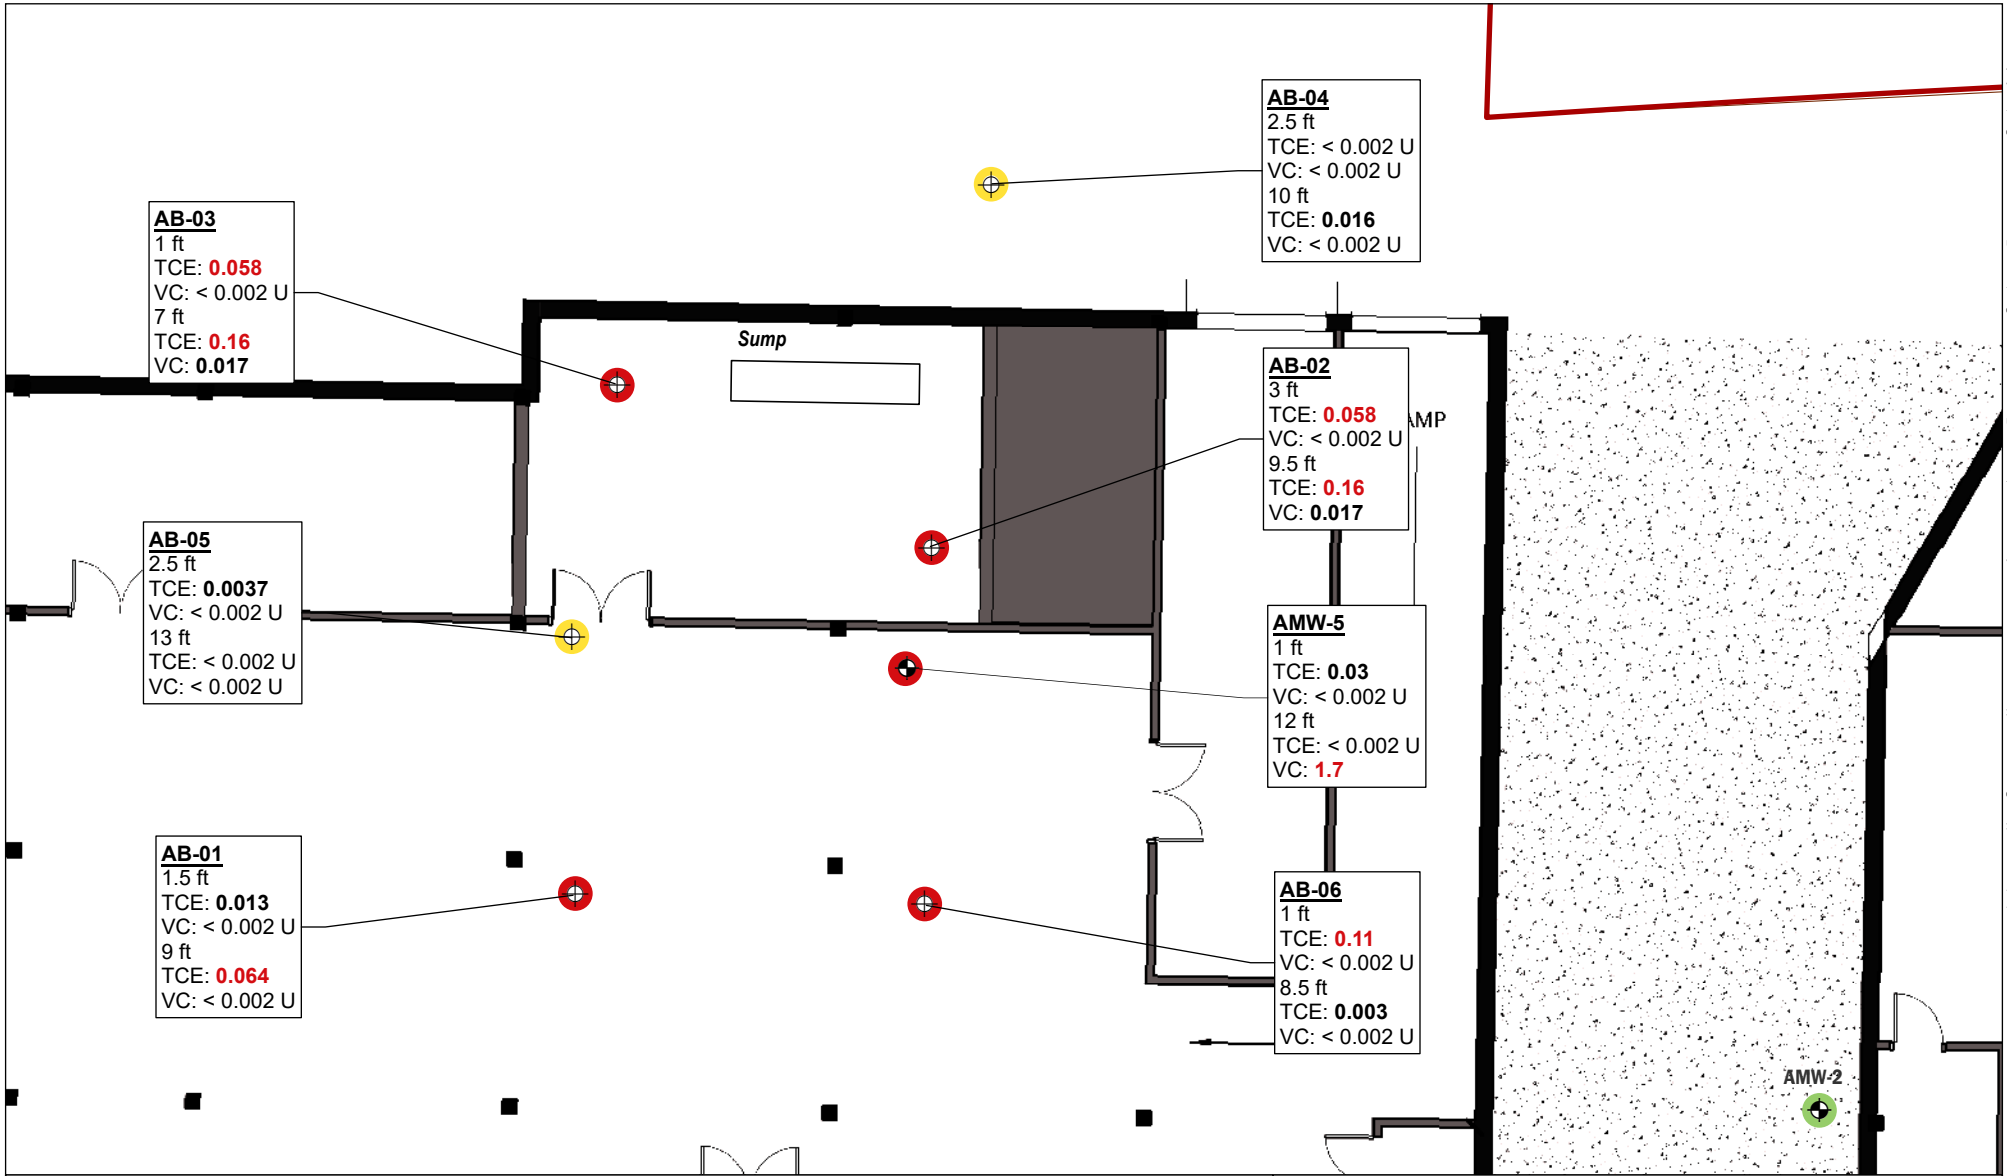 AB-04
2.5 ft
TCE: < 0.002 U
VC: < 0.002 U
10 ft
TCE: 0.016
VC: < 0.002 U
AB-03
1 ft
TCE: 0.058
VC: < 0.002 U
7 ft
TCE: 0.16
VC: 0.017
Sump
AB-02
3 ft
TCE: 0.058
VC: < 0.002 U
9.5 ft
TCE: 0.16
VC: 0.017
AMP
AB-05
2.5 ft
TCE: 0.0037
VC: < 0.002 U
13 ft
TCE: < 0.002 U
VC: < 0.002 U
AMW-5
1 ft
TCE: 0.03
VC: < 0.002 U
12 ft
TCE: < 0.002 U
VC: 1.7
AB-01
1.5 ft
TCE: 0.013
VC: < 0.002 U
9 ft
TCE: 0.064
VC: < 0.002 U
AB-06
1 ft
TCE: 0.11
VC: < 0.002 U
8.5 ft
TCE: 0.003
VC: < 0.002 U
AMW-2